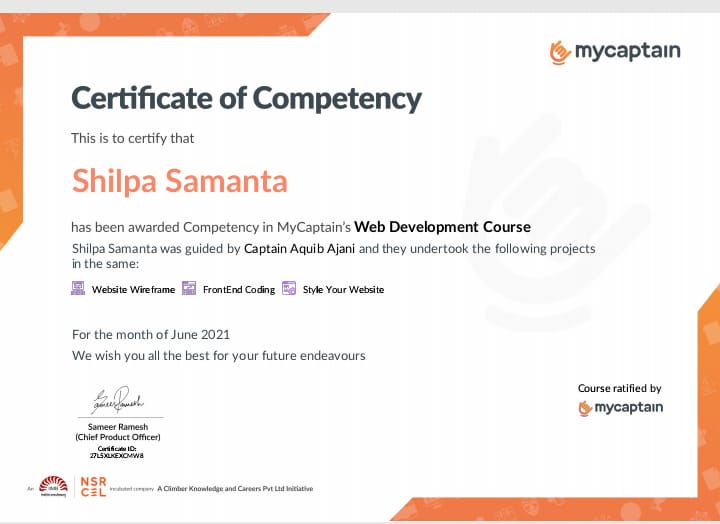 mycaptain
Certificate of Competency
This is to certify that
Shilpa Samanta
has been awarded Competency in MyCaptain's Web Development Course
Shilpa Samanta was guided by Captain Aquib Ajani and they undertook the following projects
in the same:
Website Wireframe FrontEnd Coding Style Your Website
For the month of June 2021
We wish you all the best for your future endeavours
Sameer Ramesh
Sameer Ramesh
(Chief Product Officer)
Certificate ID:
27L5XLKEXCMW8
Course ratified by
mycaptain
An
NSR
CEL
Incubated company A Climber Knowledge and Careers Pvt Ltd Initiative